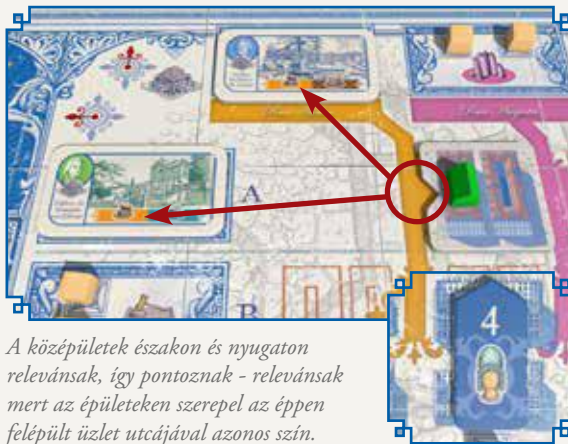 A
B
4
A középületek északon és nyugaton
relevánsak, így pontoznak - relevánsak
mert az épületeken szerepel az éppen
felépült üzlet utcájával azonos szín.